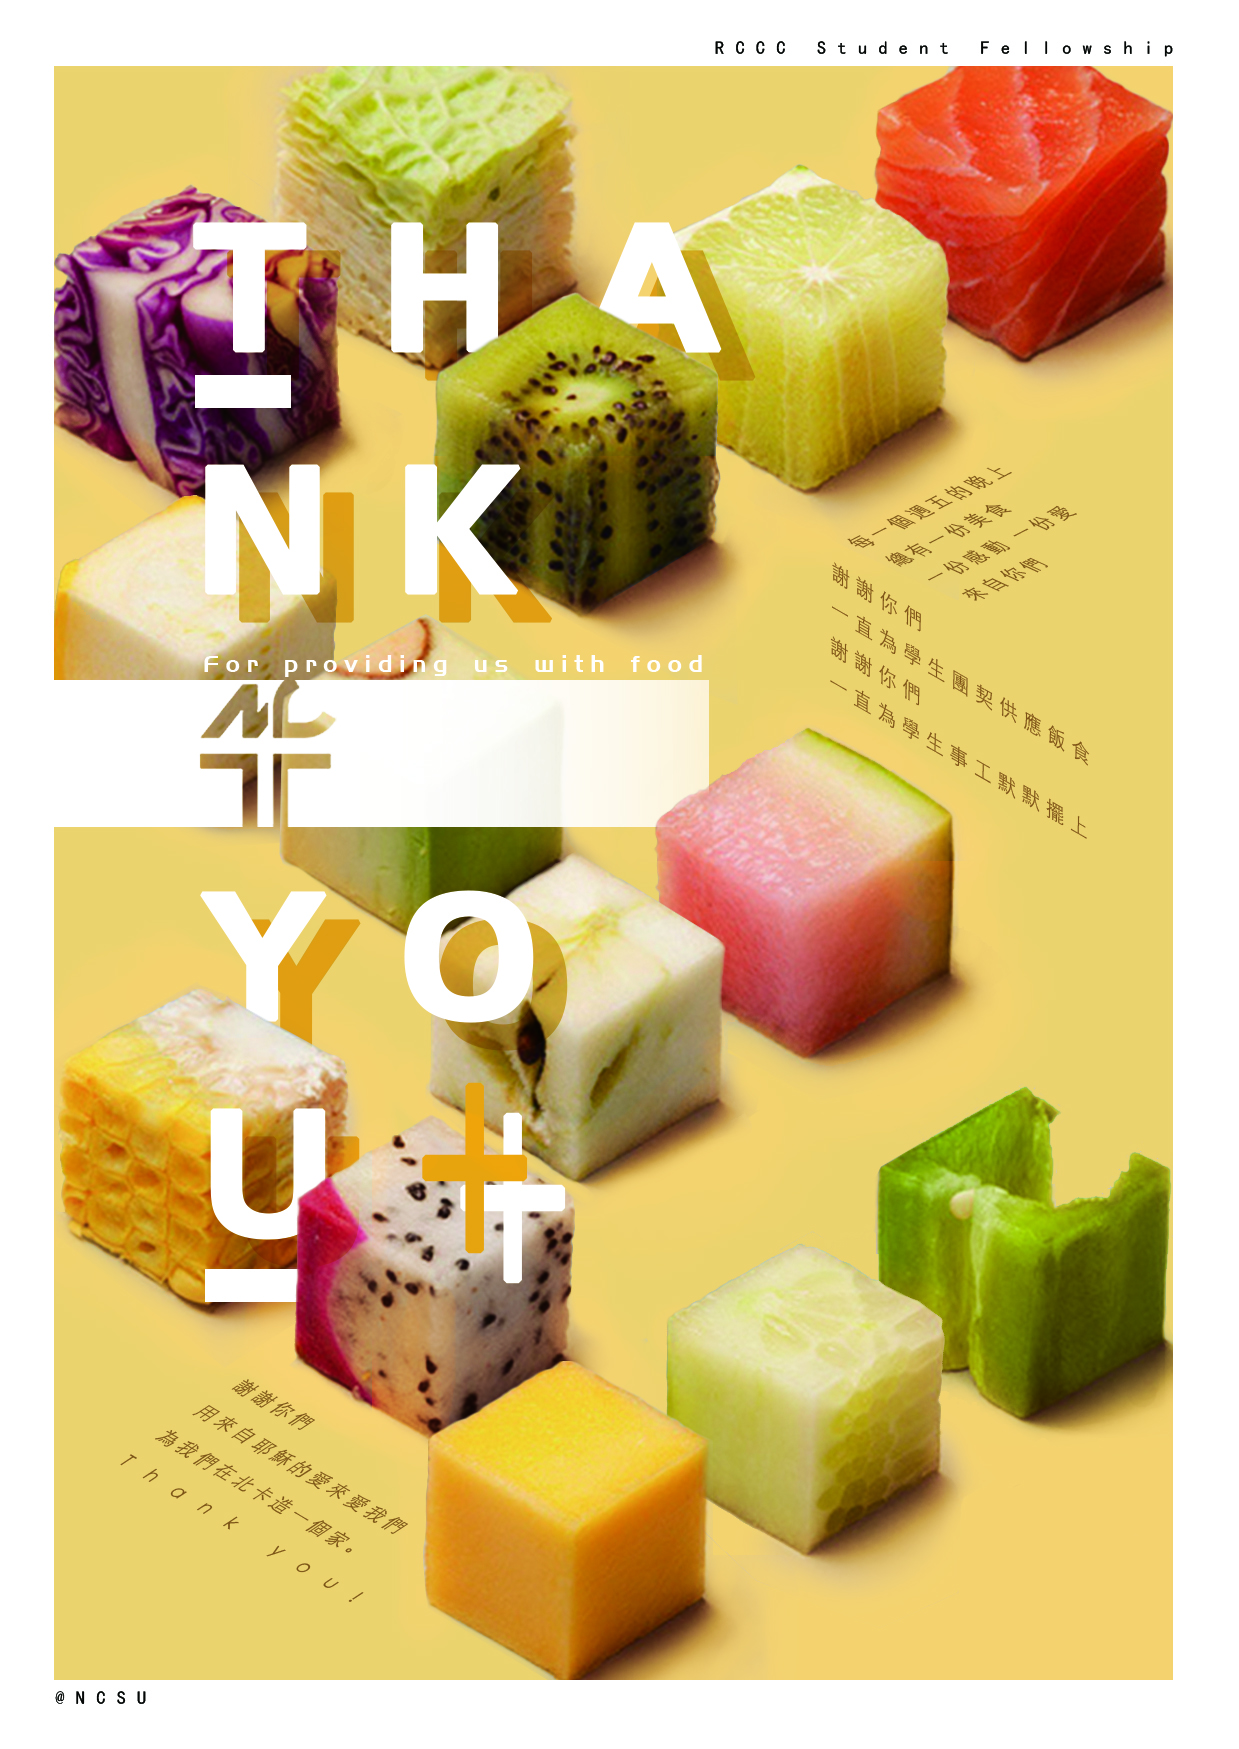 RCCC Student Fellowship
THA
NK
For providing us with food
YO
U
每一個週五的晚上
總有一份美食
一份感動 一份愛
來自你們
謝謝你們
一直為學生團契供應飯食
謝謝你們
一直為學生事工默默擺上
謝謝你們
用來自耶穌的愛來愛我們
為我們在北卡造一個家。
Thank you!
@NCSU